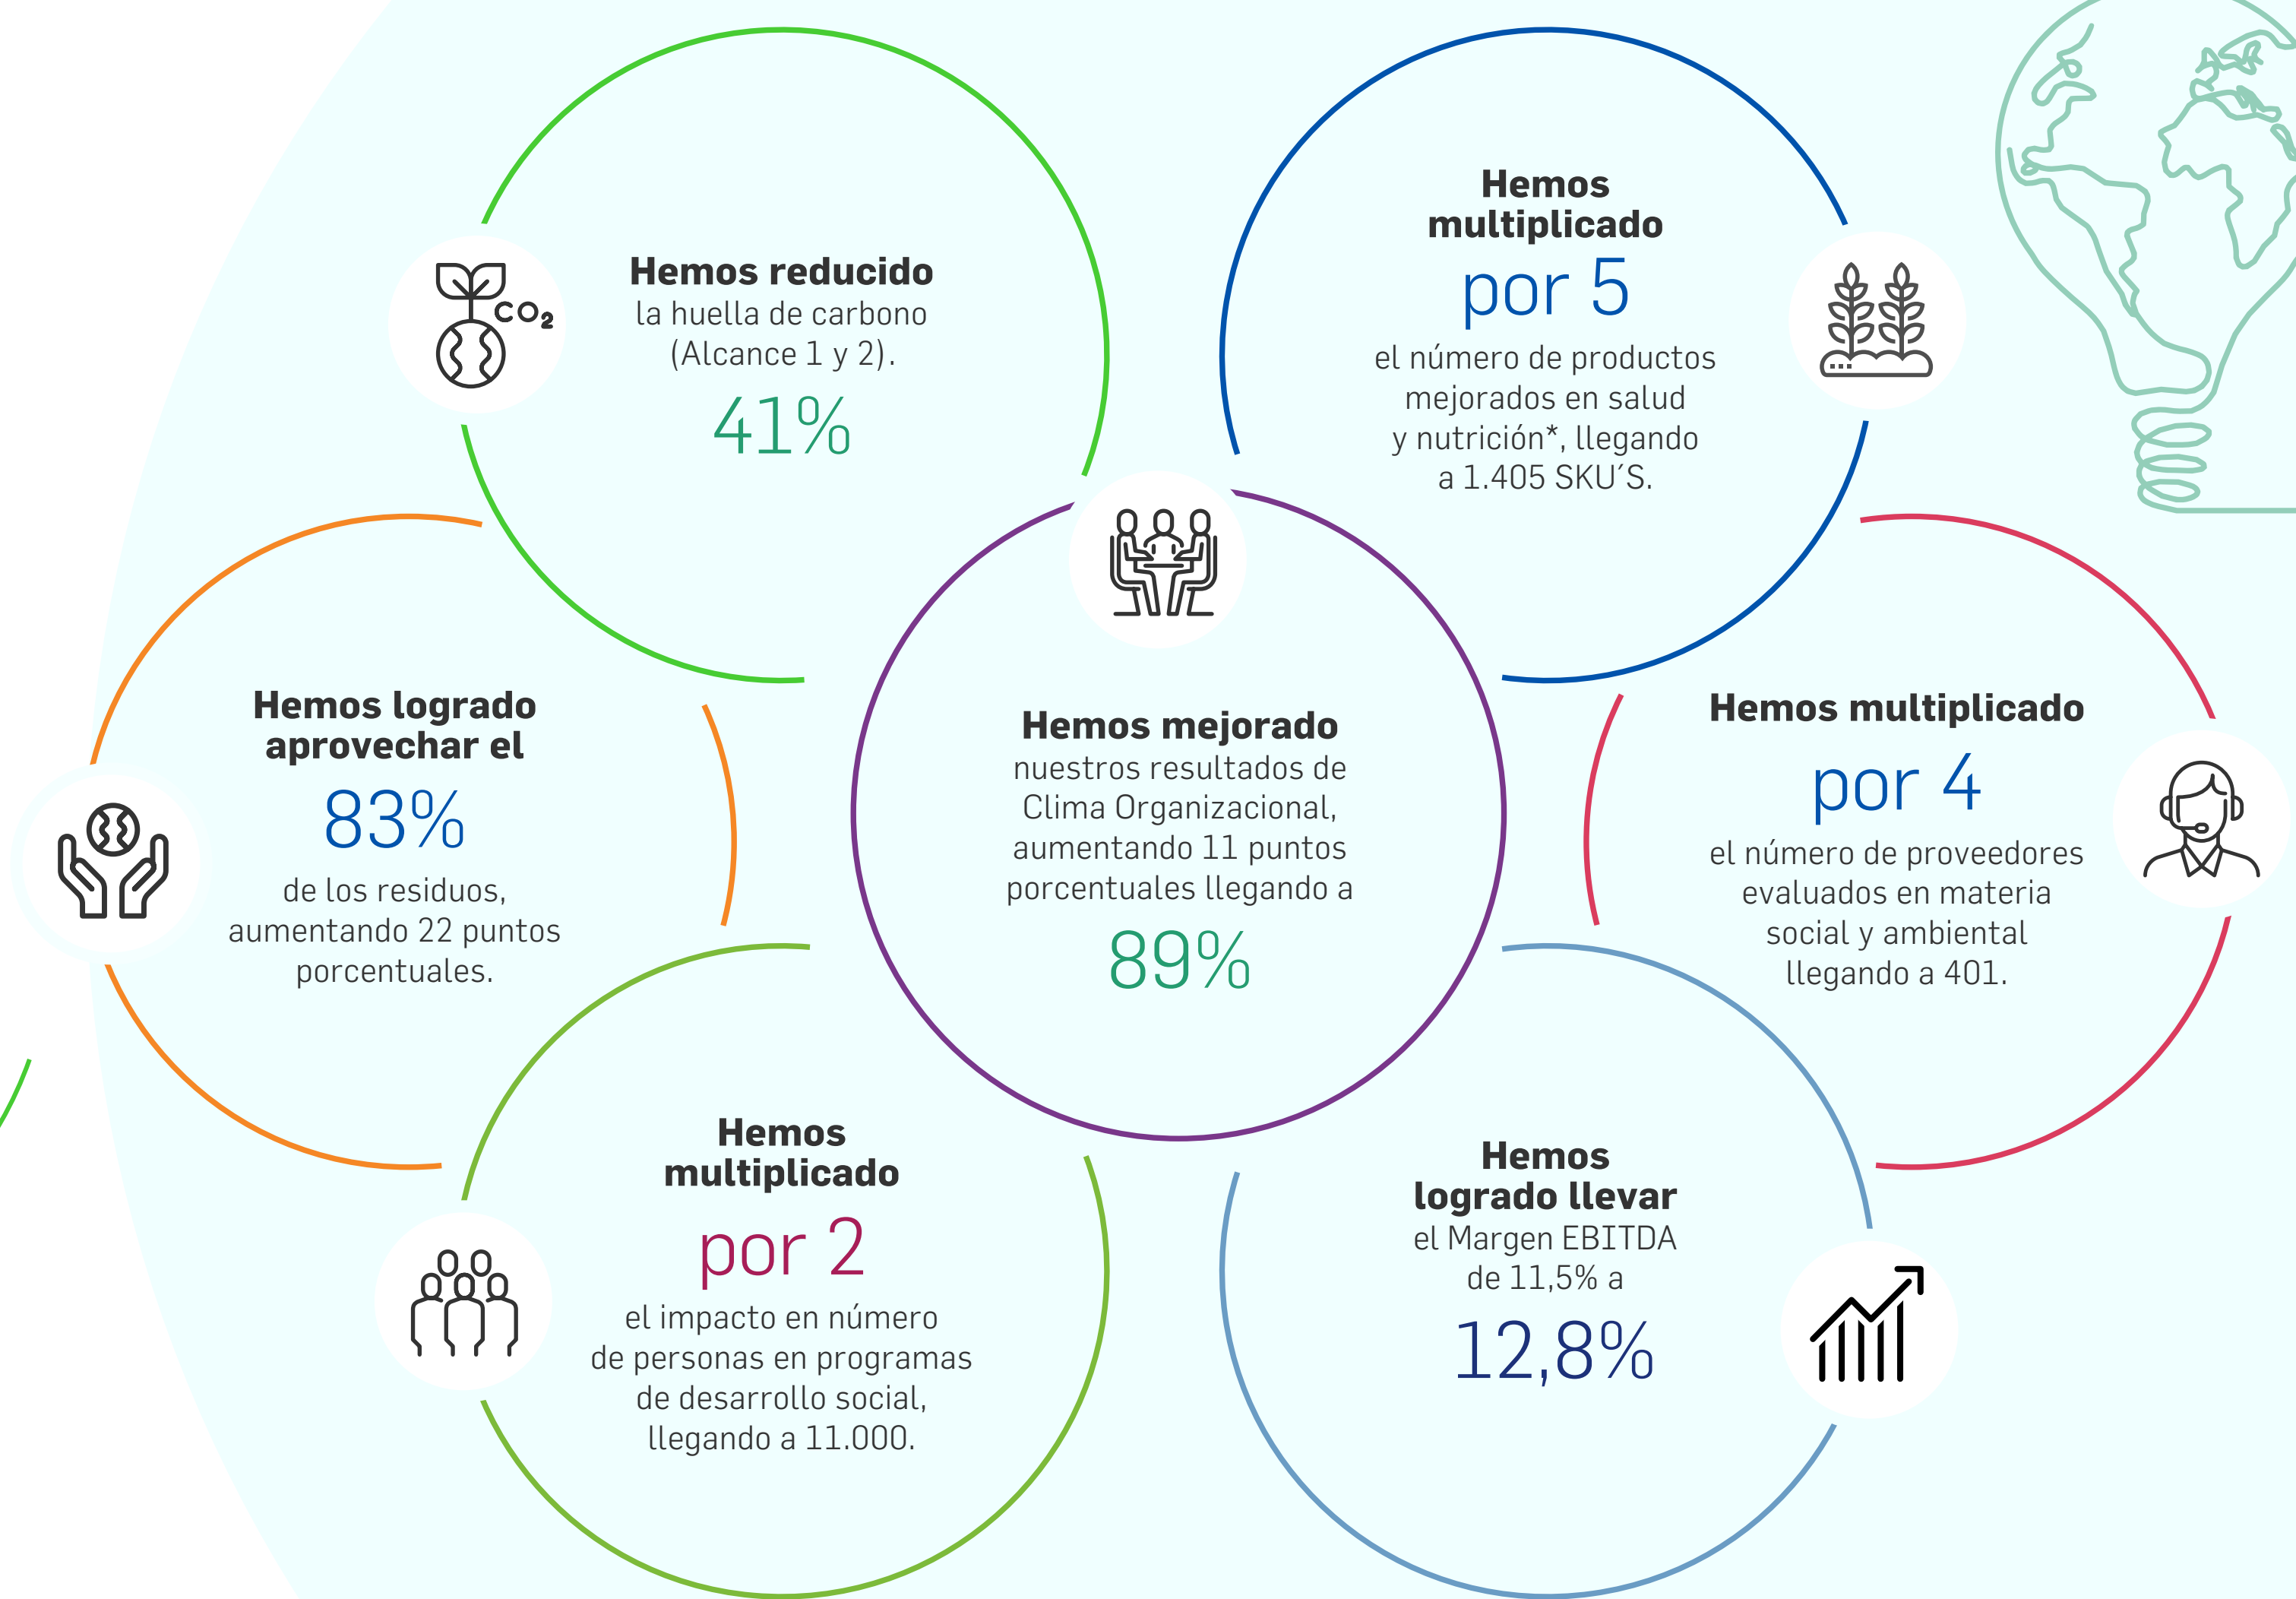 Hemos reducido
la huella de carbono
(Alcance 1 y 2).
41%
CO₂
Hemos
multiplicado
por 5
el número de productos
mejorados en salud
y nutrición*, llegando
a 1.405 SKU´S.
Hemos logrado
aprovechar el
83%
de los residuos,
aumentando 22 puntos
porcentuales.
Hemos mejorado
nuestros resultados de
Clima Organizacional,
aumentando 11 puntos
porcentuales llegando a
89%
Hemos multiplicado
por 4
el número de proveedores
evaluados en materia
social y ambiental
llegando a 401.
Hemos
multiplicado
por 2
el impacto en número
de personas en programas
de desarrollo social,
llegando a 11.000.
Hemos
logrado llevar
el Margen EBITDA
de 11,5% a
12,8%